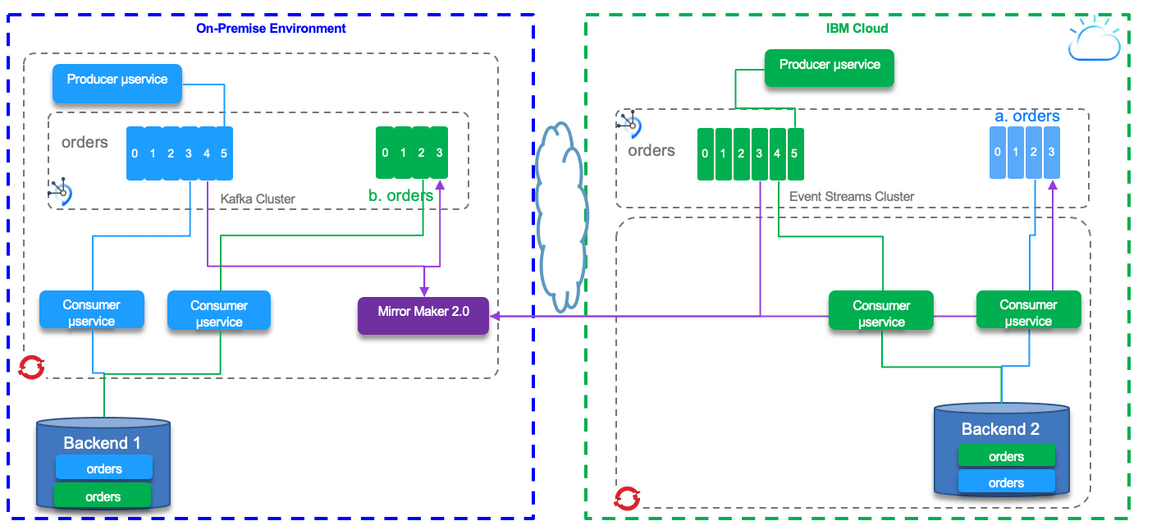 On-Premise Environment
Producer µservice
orders
0 1 2 3 4 5
0 1 2 3
b. orders
Kafka Cluster
Consumer
µservice
Consumer
µservice
Mirror Maker 2.0
Backend 1
orders
orders
IBM Cloud
Producer µservice
a. orders
orders
0 1 2 3 4 5
0 1 2 3
Event Streams Cluster
Consumer
µservice
Consumer
µservice
Backend 2
orders
orders